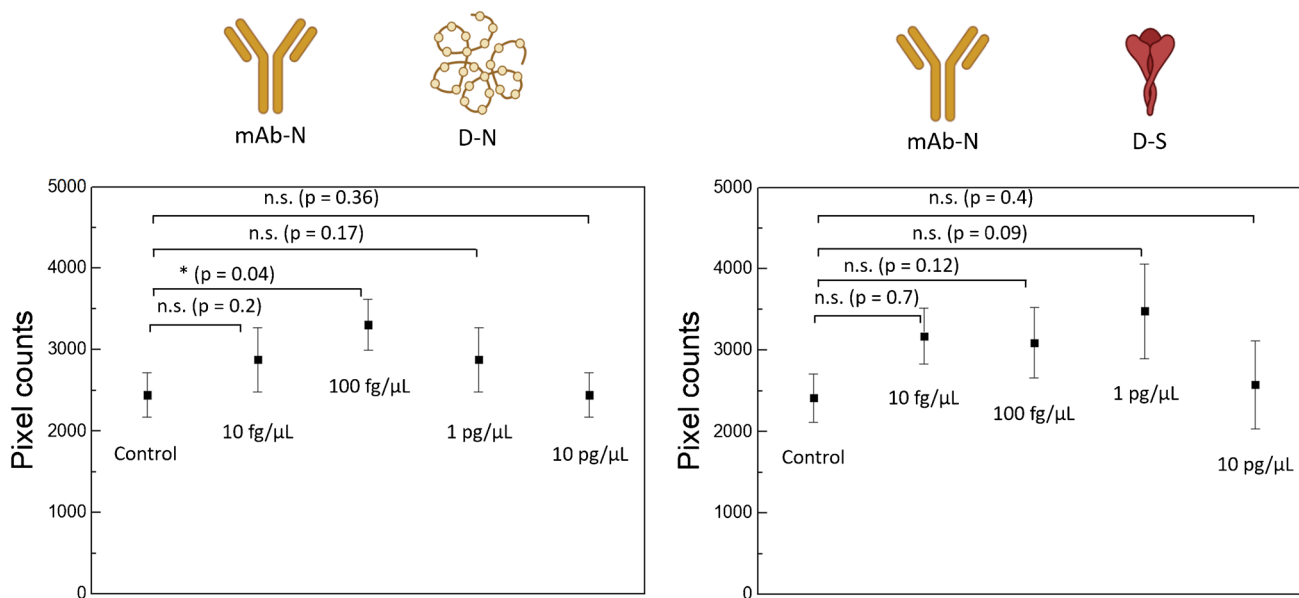 mAb-N
D-N
5000
4000
3000
2000
1000
0
Pixel counts
n.s. (p = 0.36)
n.s. (p = 0.17)
* (p = 0.04)
n.s. (p = 0.2)
Control
10 fg/µL
100 fg/µL
1 pg/µL
10 pg/µL
mAb-N
D-S
5000
4000
3000
2000
1000
0
Pixel counts
n.s. (p = 0.4)
n.s. (p = 0.09)
n.s. (p = 0.12)
n.s. (p = 0.7)
Control
10 fg/µL
100 fg/µL
1 pg/µL
10 pg/µL